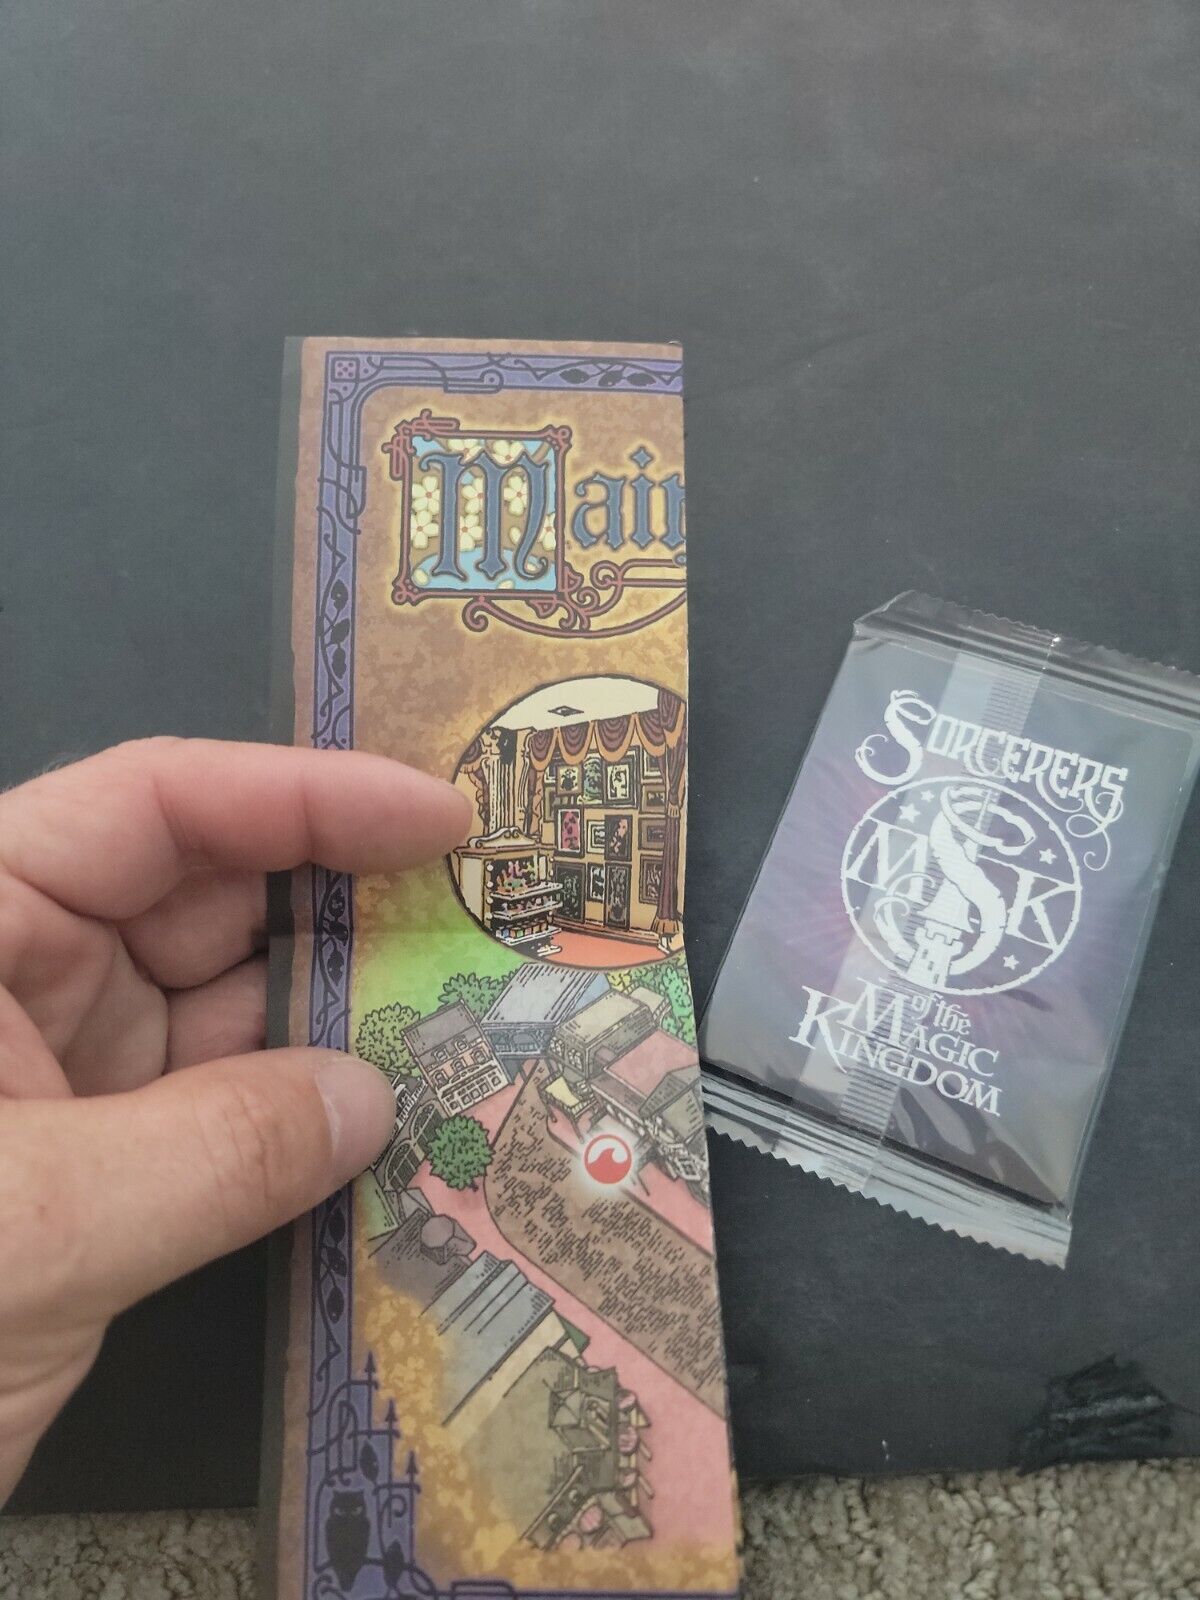 Main
SORCERERS
M S K
of the
MAGIC
KINGDOM